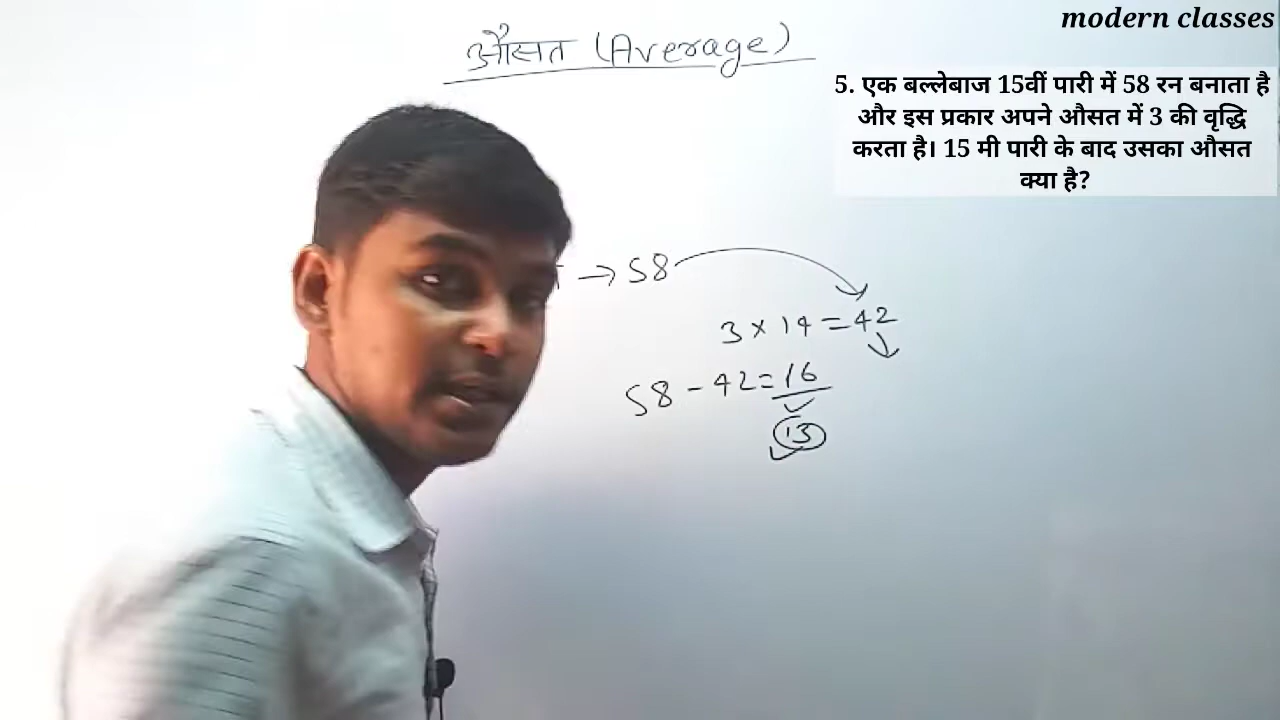 modern classes
औसत (Average)
5. एक बल्लेबाज 15वीं पारी में 58 रन बनाता है
और इस प्रकार अपने औसत में 3 की वृद्धि
करता है। 15 मी पारी के बाद उसका औसत
क्या है?
→ 58
3 × 14 = 42
58 - 42 = 16
13